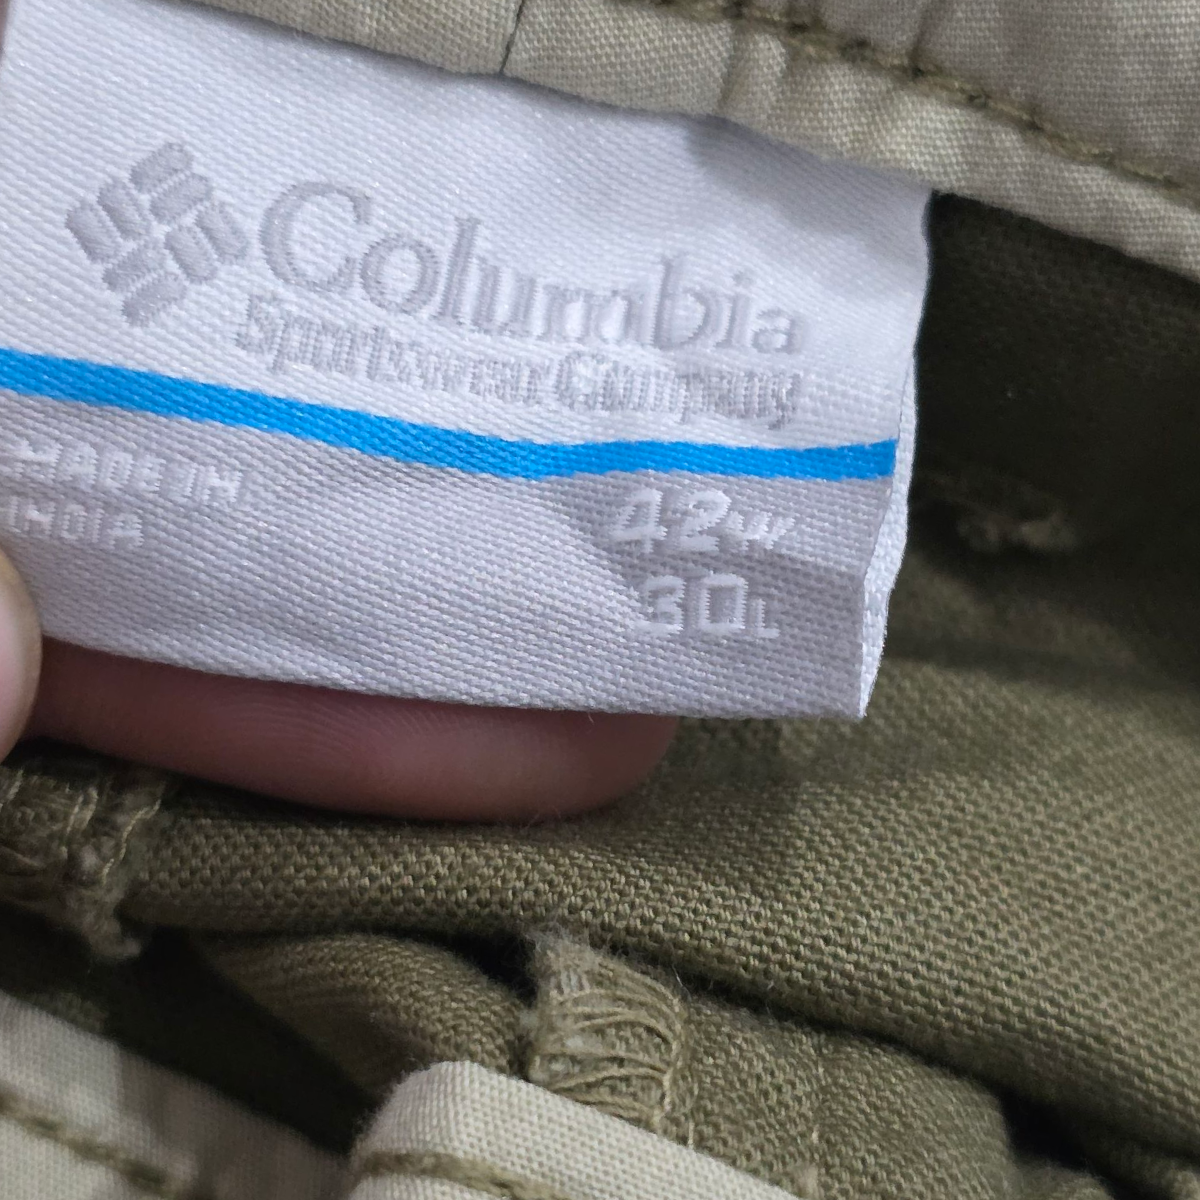 Columbia
Sportswear Company
MADE IN
INDIA
42W
30L